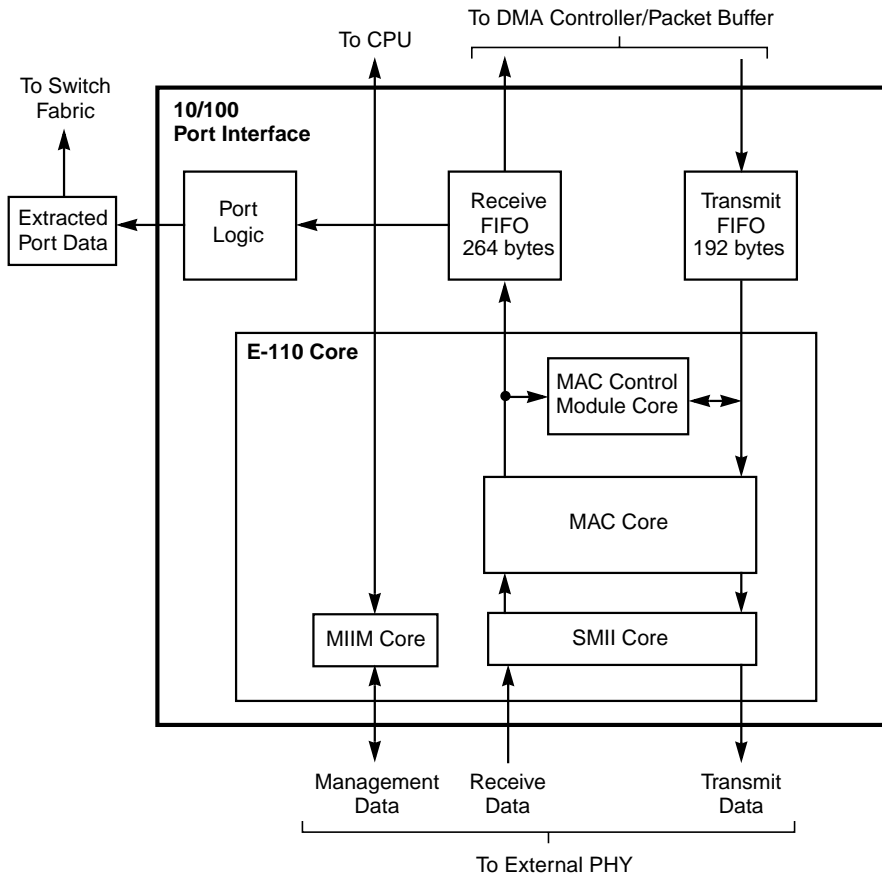 To DMA Controller/Packet Buffer
To CPU
To Switch
Fabric
10/100
Port Interface
Extracted
Port Data
Port
Logic
Receive
FIFO
264 bytes
Transmit
FIFO
192 bytes
E-110 Core
MAC Control
Module Core
MAC Core
MIIM Core
SMII Core
Management
Data
Receive
Data
Transmit
Data
To External PHY